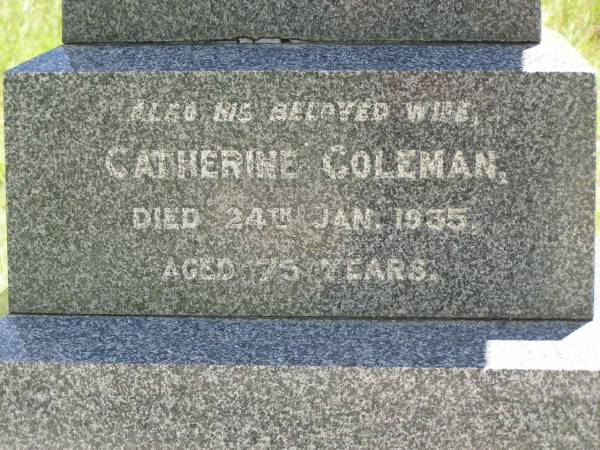 ALSO HIS BELOVED WIFE,
CATHERINE COLEMAN.
DIED 24TH JAN. 1935.
AGED 75 YEARS.